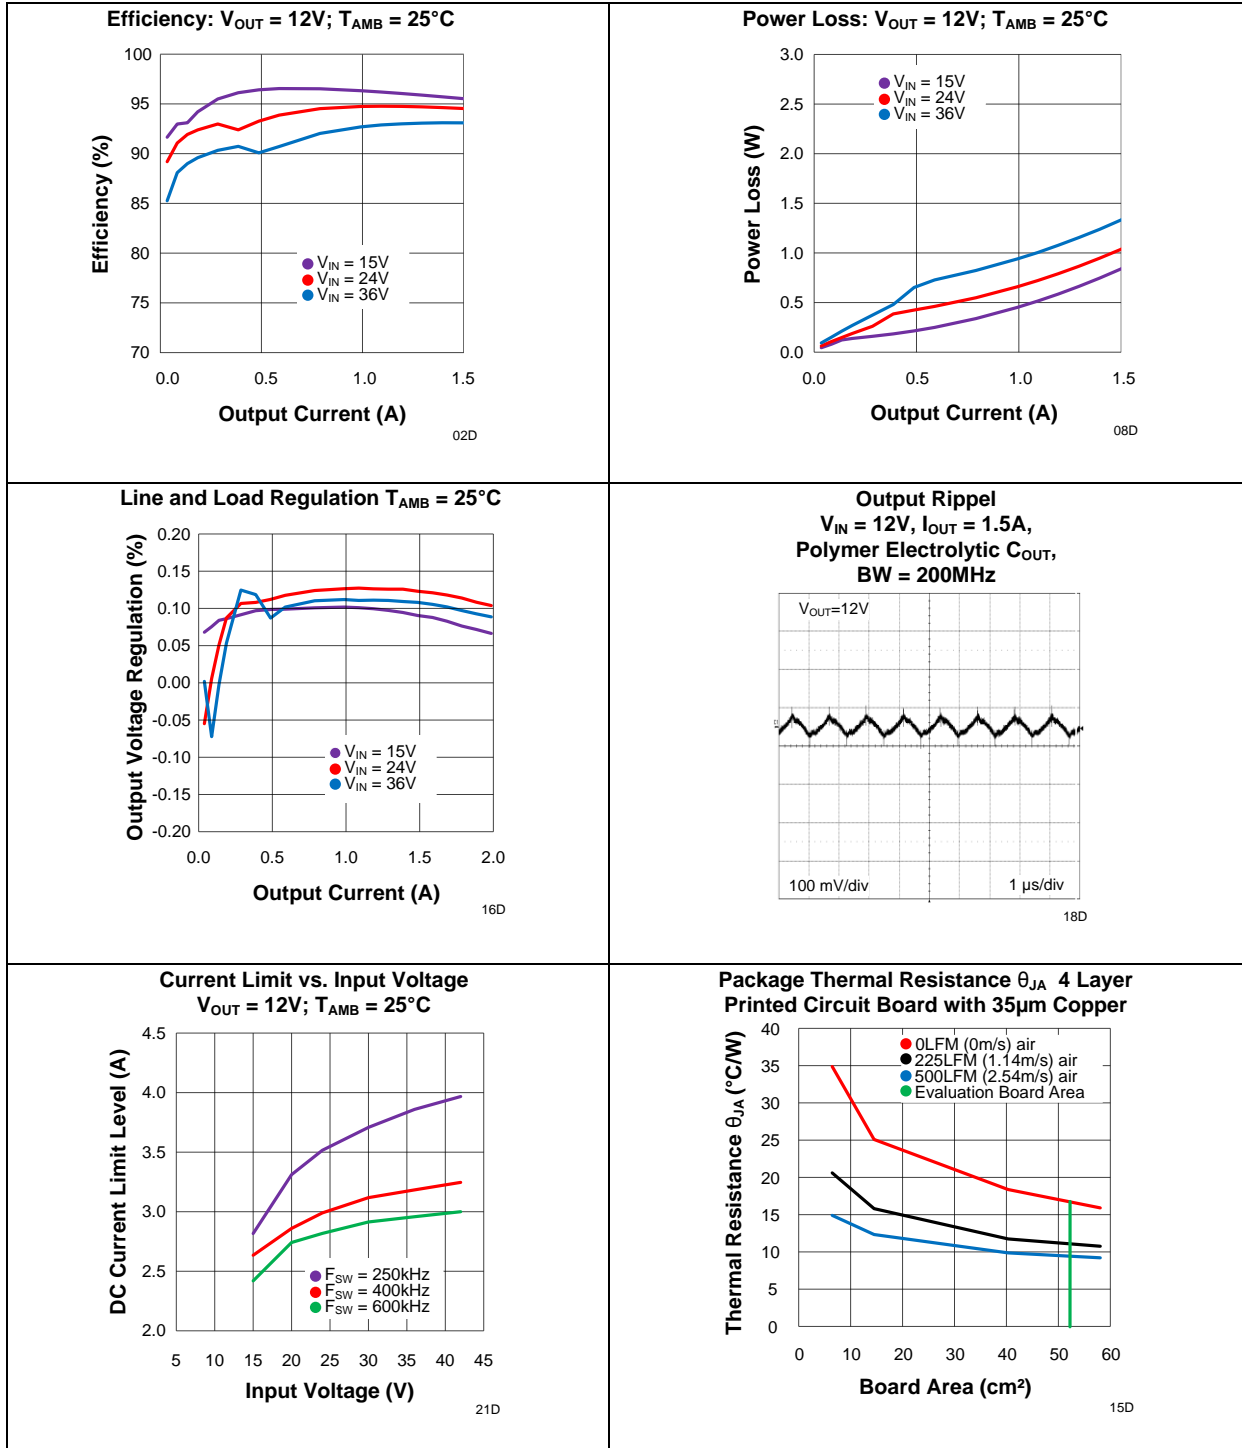 Efficiency: VOUT = 12V; TAMB = 25°C
100
95
90
85
80
75
70
Efficiency (%)
VIN = 15V
VIN = 24V
VIN = 36V
0.0 0.5 1.0 1.5
Output Current (A)
02D
Power Loss: VOUT = 12V; TAMB = 25°C
3.0
2.5
2.0
1.5
1.0
0.5
0.0
Power Loss (W)
VIN = 15V
VIN = 24V
VIN = 36V
0.0 0.5 1.0 1.5
Output Current (A)
08D
Line and Load Regulation TAMB = 25°C
0.20
0.15
0.10
0.05
0.00
-0.05
-0.10
-0.15
-0.20
Output Voltage Regulation (%)
VIN = 15V
VIN = 24V
VIN = 36V
0.0 0.5 1.0 1.5 2.0
Output Current (A)
16D
Output Rippel
VIN = 12V, IOUT = 1.5A,
Polymer Electrolytic COUT,
BW = 200MHz
VOUT=12V
100 mV/div 1 µs/div
18D
Current Limit vs. Input Voltage
VOUT = 12V; TAMB = 25°C
4.5
4.0
3.5
3.0
2.5
2.0
DC Current Limit Level (A)
FSW = 250kHz
FSW = 400kHz
FSW = 600kHz
5 10 15 20 25 30 35 40 45
Input Voltage (V)
21D
Package Thermal Resistance θJA 4 Layer
Printed Circuit Board with 35µm Copper
40
35
30
25
20
15
10
5
0
Thermal Resistance θJA (°C/W)
0LFM (0m/s) air
225LFM (1.14m/s) air
500LFM (2.54m/s) air
Evaluation Board Area
0 10 20 30 40 50 60
Board Area (cm²)
15D